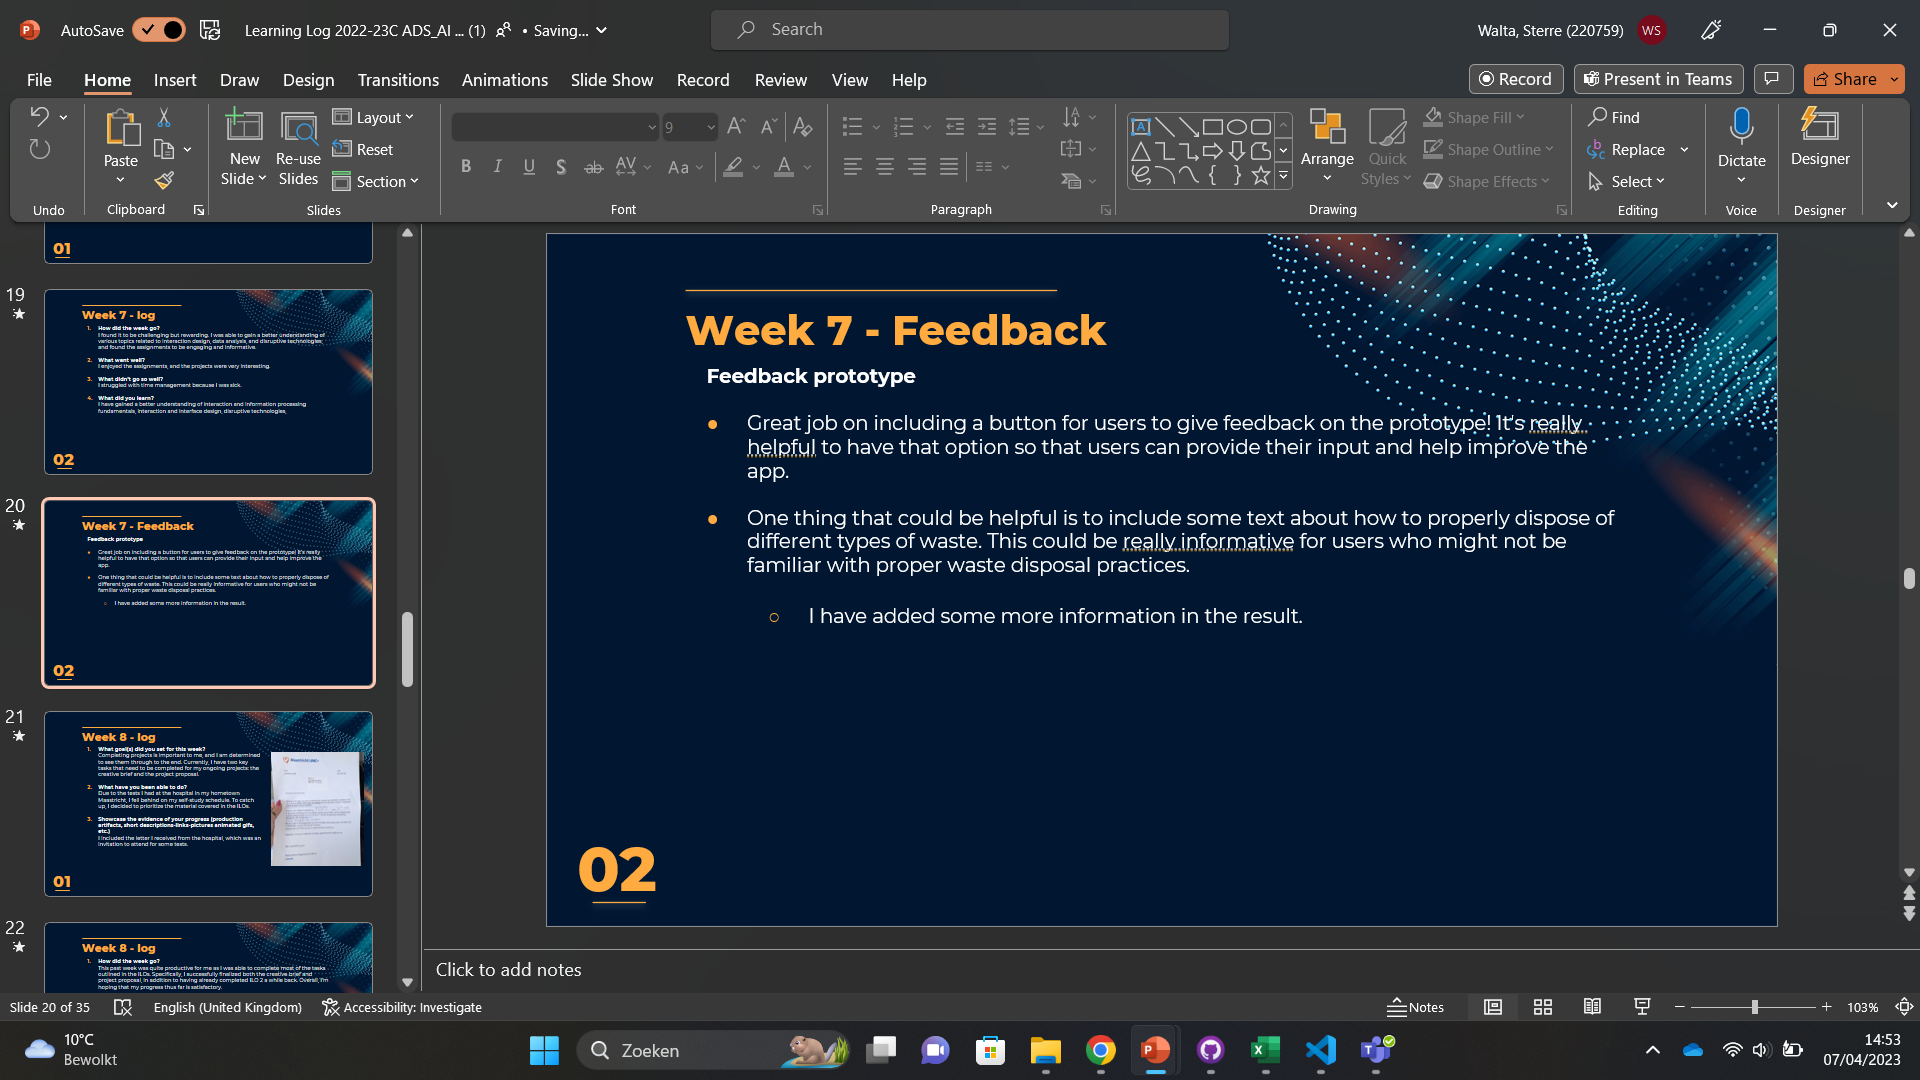 AutoSave
Learning Log 2022-23C ADS_AI ... (1) • Saving...
Search
Walta, Sterre (220759)
WS
File Home Insert Draw Design Transitions Animations Slide Show Record Review View Help
Record
Present in Teams
Share
Paste
New Slide
Re-use Slides
Layout
Reset
Section
9
Arrange
Quick Styles
Shape Fill
Shape Outline
Shape Effects
Find
Replace
Select
Dictate
Designer
Undo
Clipboard
Slides
Font
Paragraph
Drawing
Editing
Voice
Designer
01
19
Week 7 - log
1. How did the week go?
I found it to be challenging but rewarding. I was able to gain a better understanding of
various topics related to interaction design, data analysis, and disruptive technologies,
and found the assignments to be engaging and informative.
2. What went well?
I enjoyed the assignments, and the projects were very interesting.
3. What didn't go so well?
I struggled with time management because I was sick.
4. What did you learn?
I have gained a better understanding of interaction and information processing
fundamentals, interaction and interface design, disruptive technologies,
02
20
Week 7 - Feedback
Feedback prototype
Great job on including a button for users to give feedback on the prototype! It's really
helpful to have that option so that users can provide their input and help improve the
app.
One thing that could be helpful is to include some text about how to properly dispose of
different types of waste. This could be really informative for users who might not be
familiar with proper waste disposal practices.
I have added some more information in the result.
02
21
Week 8 - log
1. What goal(s) did you set for this week?
Completing projects is important to me, and I am determined
to see them through to the end. Currently, I have two key
tasks that need to be completed for my ongoing projects: the
creative brief and the project proposal.
2. What have you been able to do?
Due to the tests I had at the hospital in my hometown
Maastricht, I fell behind on my self-study schedule. To catch
up, I decided to prioritize the material covered in the ILOs.
3. Showcase the evidence of your progress (production
artifacts, short descriptions-links-pictures animated gifs,
etc.)
I included the letter I received from the hospital, which was an
invitation to attend for some tests.
01
22
Week 8 - log
1. How did the week go?
This past week was quite productive for me as I was able to complete most of the tasks
outlined in the ILOs. Specifically, I successfully finalized both the creative brief and
project proposal, in addition to having already completed ILO 2 a while back. Overall, I'm
hoping that my progress thus far is satisfactory.
Week 7 - Feedback
Feedback prototype
Great job on including a button for users to give feedback on the prototype! It's really
helpful to have that option so that users can provide their input and help improve the
app.
One thing that could be helpful is to include some text about how to properly dispose of
different types of waste. This could be really informative for users who might not be
familiar with proper waste disposal practices.
I have added some more information in the result.
02
Click to add notes
Slide 20 of 35
English (United Kingdom)
Accessibility: Investigate
Notes
103%
10°C
Bewolkt
Zoeken
14:53
07/04/2023